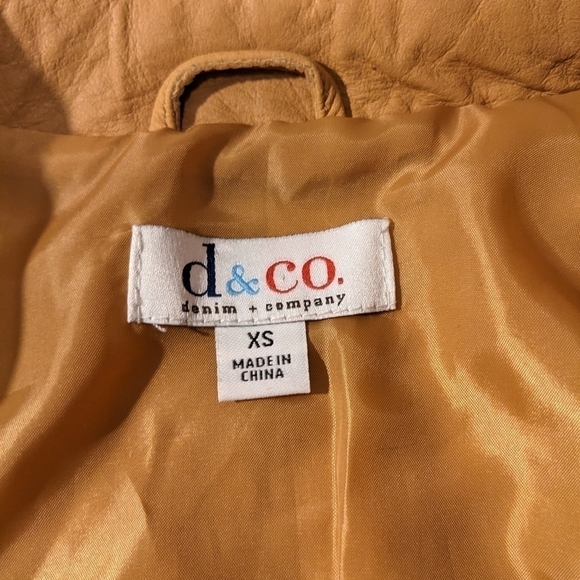 d&co.
denim + company
XS
MADE IN
CHINA